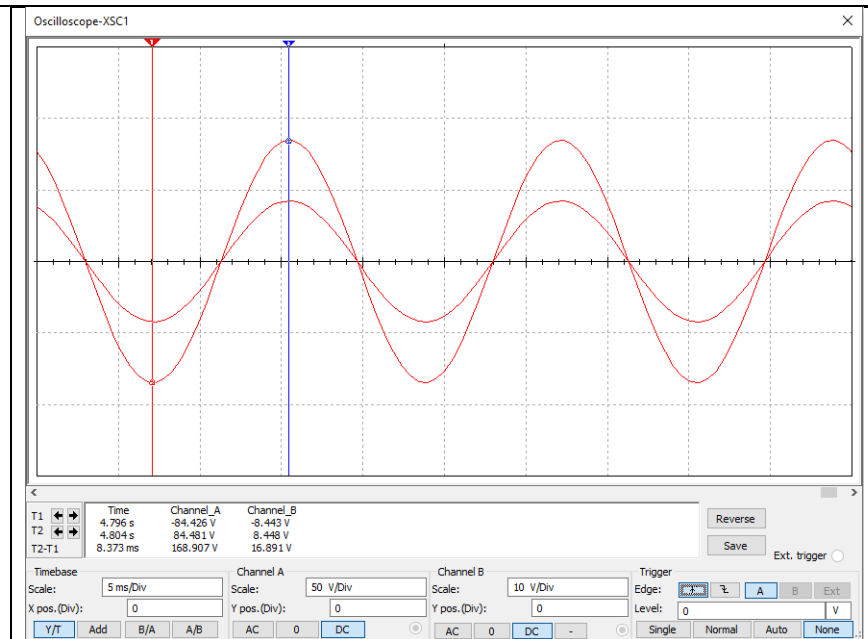 Oscilloscope-XSC1
1
2
Time Channel_A Channel_B
T1 4.796 s -84.426 V -8.443 V
T2 4.804 s 84.481 V 8.448 V
T2-T1 8.373 ms 168.907 V 16.891 V
Reverse
Save
Ext. trigger
Timebase
Scale: 5 ms/Div
X pos.(Div): 0
Y/T Add B/A A/B
Channel A
Scale: 50 V/Div
Y pos.(Div): 0
AC 0 DC
Channel B
Scale: 10 V/Div
Y pos.(Div): 0
AC 0 DC -
Trigger
Edge: A B Ext
Level: 0 V
Single Normal Auto None